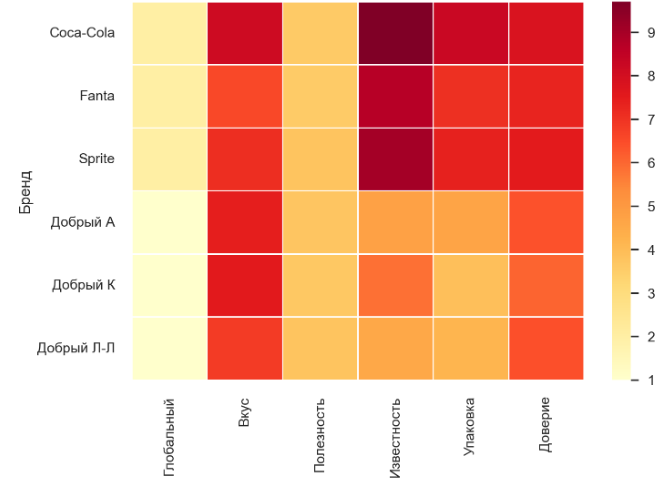 Бренд
Coca-Cola
Fanta
Sprite
Добрый А
Добрый К
Добрый Л-Л
Глобальный
Вкус
Полезность
Известность
Упаковка
Доверие
9
8
7
6
5
4
3
2
1